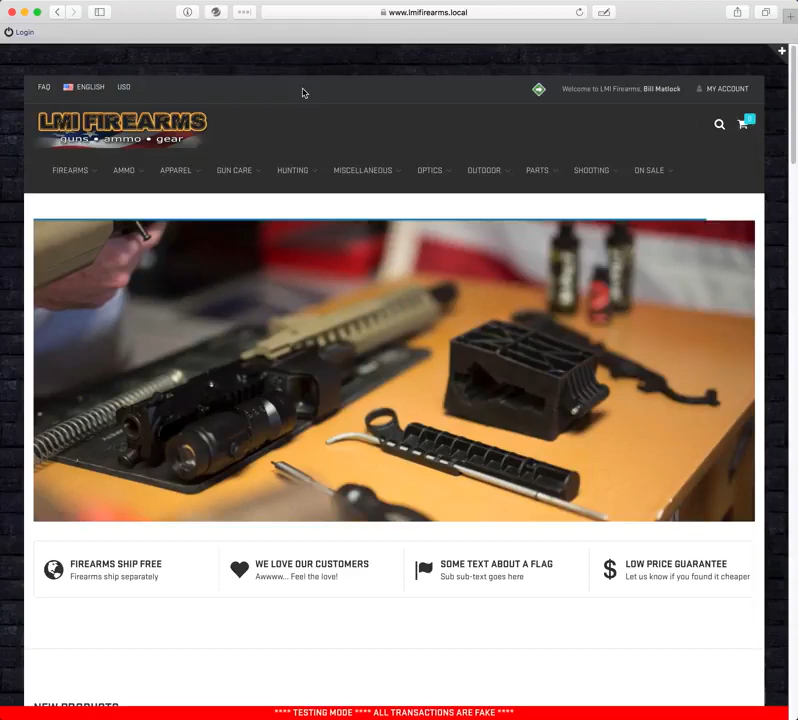 www.lmifirearms.local
Login
FAQ ENGLISH USD Welcome to LMI Firearms, Bill Matlock MY ACCOUNT
LMI FIREARMS
guns • ammo • gear
0
FIREARMS AMMO APPAREL GUN CARE HUNTING MISCELLANEOUS OPTICS OUTDOOR PARTS SHOOTING ON SALE
FIREARMS SHIP FREE
Firearms ship separately
WE LOVE OUR CUSTOMERS
Awwww... Feel the love!
SOME TEXT ABOUT A FLAG
Sub sub-text goes here
LOW PRICE GUARANTEE
Let us know if you found it cheaper
NEW PRODUCTS
**** TESTING MODE **** ALL TRANSACTIONS ARE FAKE ****